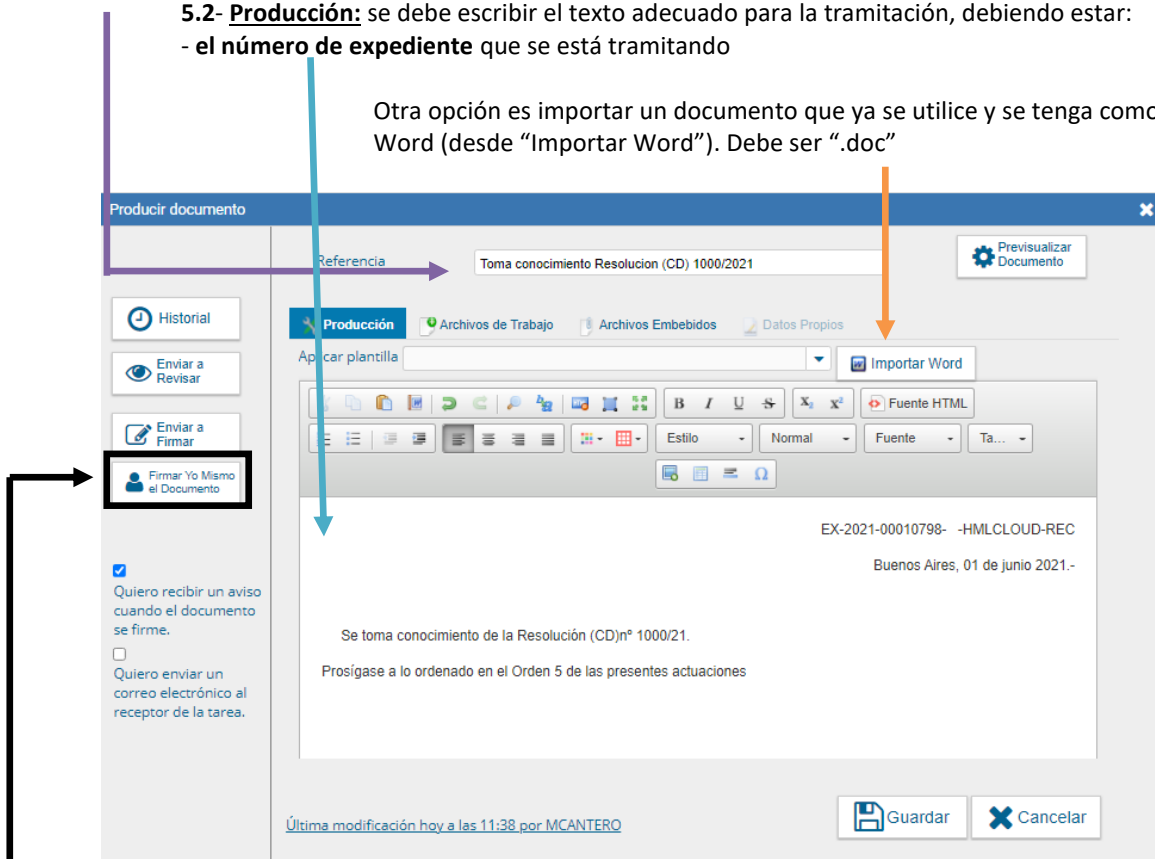 5.2- Producción: se debe escribir el texto adecuado para la tramitación, debiendo estar:
- el número de expediente que se está tramitando
Otra opción es importar un documento que ya se utilice y se tenga como
Word (desde “Importar Word”). Debe ser “.doc”
Producir documento
Referencia
Toma conocimiento Resolucion (CD) 1000/2021
Previsualizar
Documento
Historial
Producción
Archivos de Trabajo
Archivos Embebidos
Datos Propios
Aplicar plantilla
Importar Word
Enviar a
Revisar
B I U S X₂ X² Fuente HTML
Enviar a
Firmar
Estilo
Normal
Fuente
Ta...
Ω
Firmar Yo Mismo
el Documento
EX-2021-00010798- -HMLCLOUD-REC
Buenos Aires, 01 de junio 2021.-
Quiero recibir un aviso
cuando el documento
se firme.
Se toma conocimiento de la Resolución (CD)nº 1000/21.
Prosígase a lo ordenado en el Orden 5 de las presentes actuaciones
Quiero enviar un
correo electrónico al
receptor de la tarea.
Última modificación hoy a las 11:38 por MCANTERO
Guardar
Cancelar